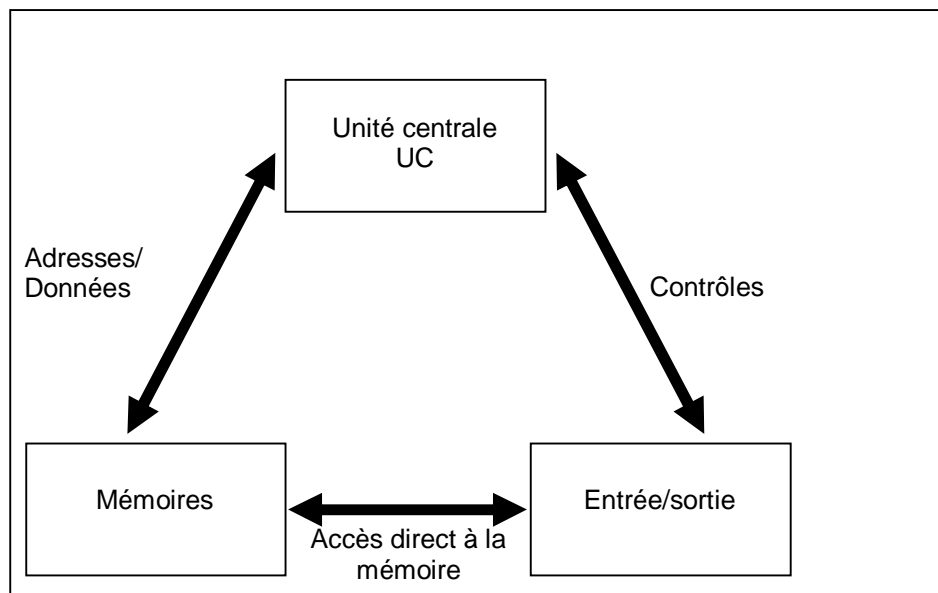 Unité centrale
UC
Adresses/
Données
Contrôles
Mémoires
Entrée/sortie
Accès direct à la
mémoire